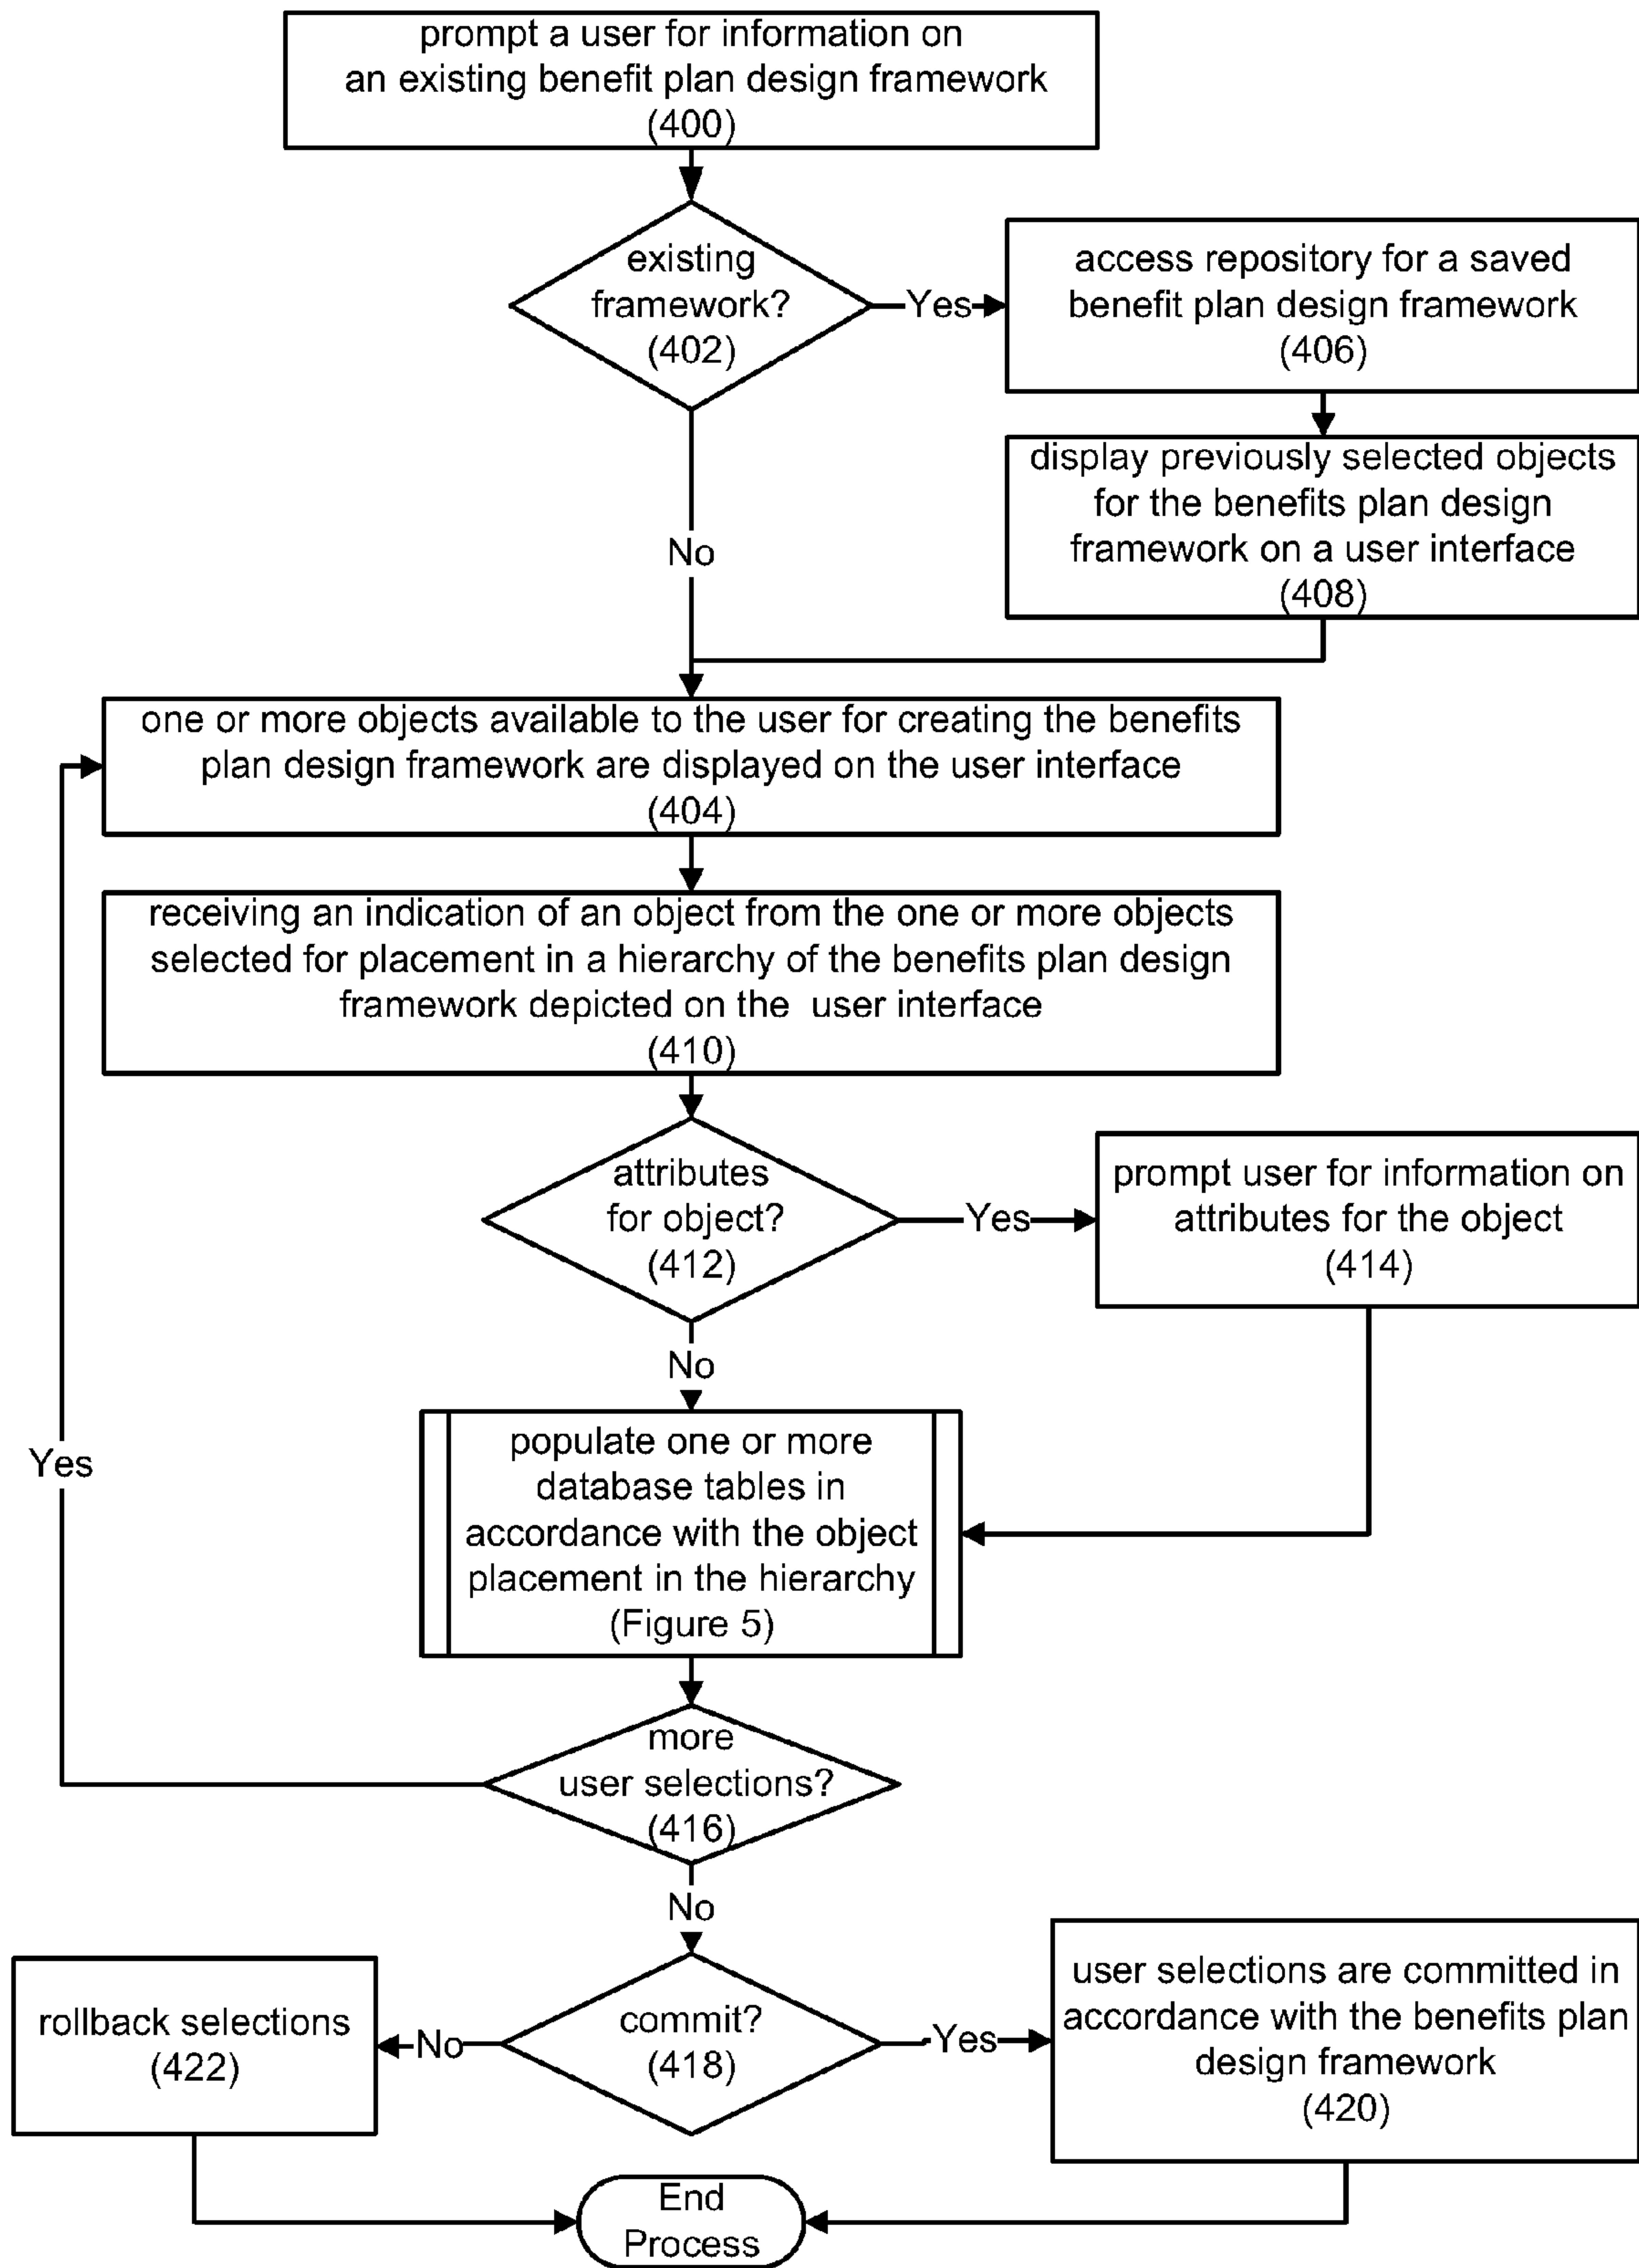 prompt a user for information on
an existing benefit plan design framework
(400)
existing
framework?
(402)
Yes
access repository for a saved
benefit plan design framework
(406)
display previously selected objects
for the benefits plan design
framework on a user interface
(408)
No
one or more objects available to the user for creating the benefits
plan design framework are displayed on the user interface
(404)
receiving an indication of an object from the one or more objects
selected for placement in a hierarchy of the benefits plan design
framework depicted on the user interface
(410)
attributes
for object?
(412)
Yes
prompt user for information on
attributes for the object
(414)
No
populate one or more
database tables in
accordance with the object
placement in the hierarchy
(Figure 5)
Yes
more
user selections?
(416)
No
commit?
(418)
No
rollback selections
(422)
Yes
user selections are committed in
accordance with the benefits plan
design framework
(420)
End
Process